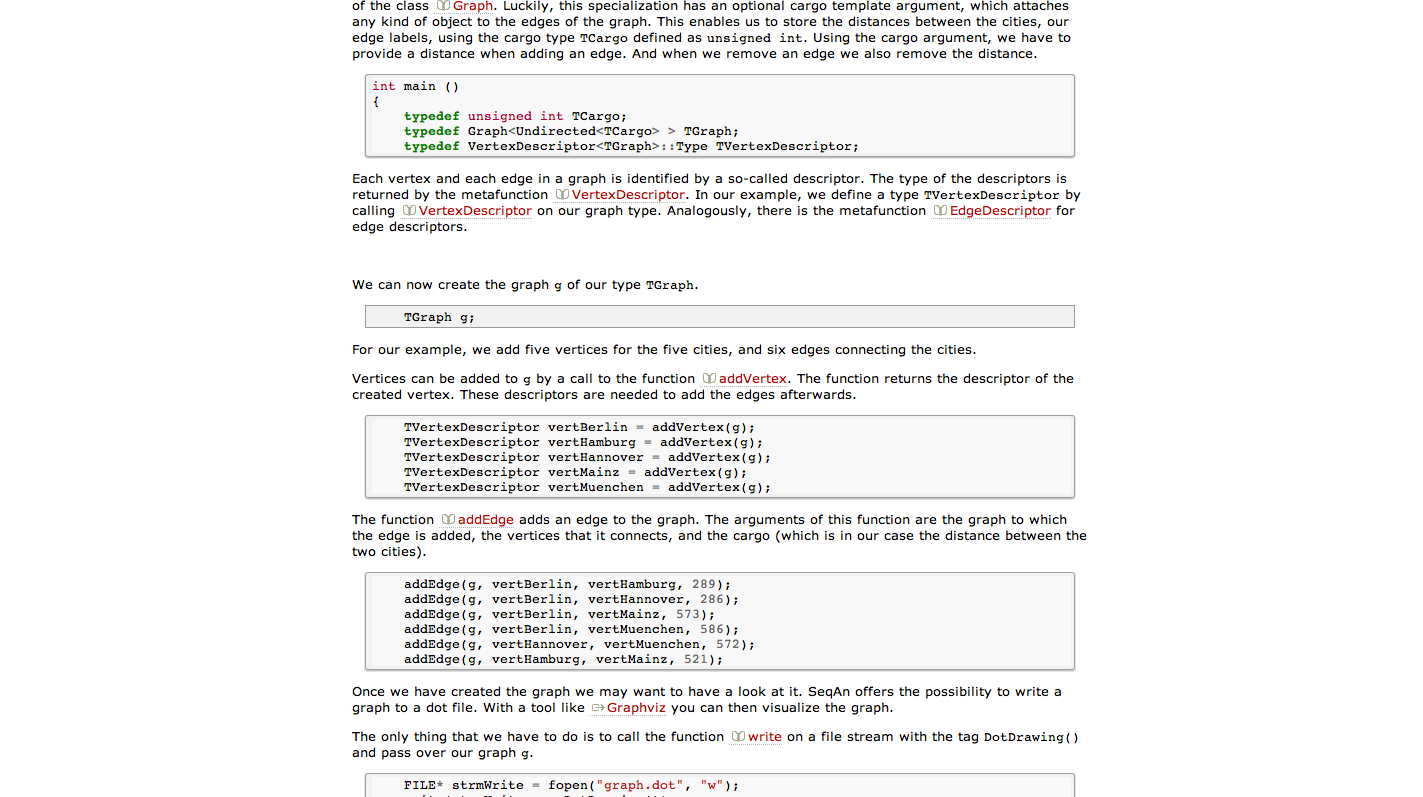 of the class Graph. Luckily, this specialization has an optional cargo template argument, which attaches
any kind of object to the edges of the graph. This enables us to store the distances between the cities, our
edge labels, using the cargo type TCargo defined as unsigned int. Using the cargo argument, we have to
provide a distance when adding an edge. And when we remove an edge we also remove the distance.
int main ()
{
    typedef unsigned int TCargo;
    typedef Graph<Undirected<TCargo> > TGraph;
    typedef VertexDescriptor<TGraph>::Type TVertexDescriptor;
Each vertex and each edge in a graph is identified by a so-called descriptor. The type of the descriptors is
returned by the metafunction VertexDescriptor. In our example, we define a type TVertexDescriptor by
calling VertexDescriptor on our graph type. Analogously, there is the metafunction EdgeDescriptor for
edge descriptors.
We can now create the graph g of our type TGraph.
    TGraph g;
For our example, we add five vertices for the five cities, and six edges connecting the cities.
Vertices can be added to g by a call to the function addVertex. The function returns the descriptor of the
created vertex. These descriptors are needed to add the edges afterwards.
    TVertexDescriptor vertBerlin = addVertex(g);
    TVertexDescriptor vertHamburg = addVertex(g);
    TVertexDescriptor vertHannover = addVertex(g);
    TVertexDescriptor vertMainz = addVertex(g);
    TVertexDescriptor vertMuenchen = addVertex(g);
The function addEdge adds an edge to the graph. The arguments of this function are the graph to which
the edge is added, the vertices that it connects, and the cargo (which is in our case the distance between the
two cities).
    addEdge(g, vertBerlin, vertHamburg, 289);
    addEdge(g, vertBerlin, vertHannover, 286);
    addEdge(g, vertBerlin, vertMainz, 573);
    addEdge(g, vertBerlin, vertMuenchen, 586);
    addEdge(g, vertHannover, vertMuenchen, 572);
    addEdge(g, vertHamburg, vertMainz, 521);
Once we have created the graph we may want to have a look at it. SeqAn offers the possibility to write a
graph to a dot file. With a tool like Graphviz you can then visualize the graph.
The only thing that we have to do is to call the function write on a file stream with the tag DotDrawing()
and pass over our graph g.
    FILE* strmWrite = fopen("graph.dot", "w");